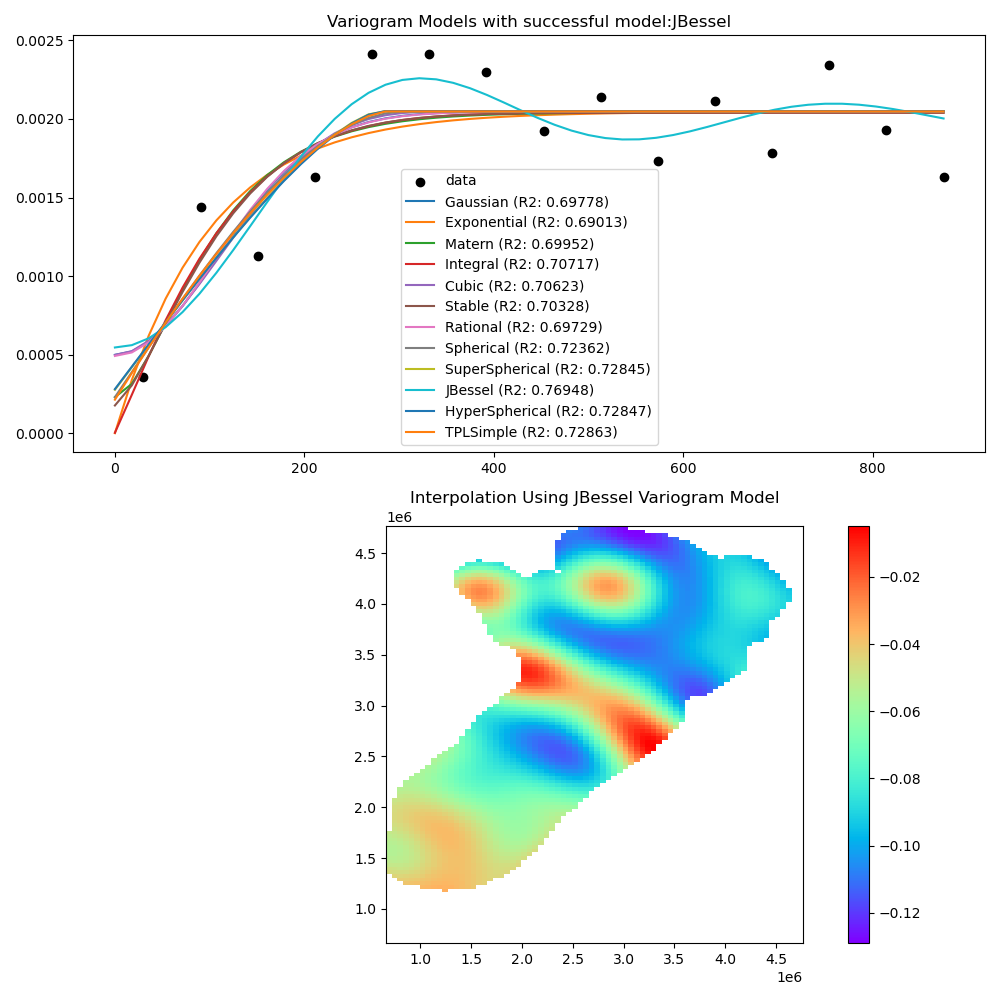 Variogram Models with successful model:JBessel
0.0025
0.0020
0.0015
0.0010
0.0005
0.0000
data
Gaussian (R2: 0.69778)
Exponential (R2: 0.69013)
Matern (R2: 0.69952)
Integral (R2: 0.70717)
Cubic (R2: 0.70623)
Stable (R2: 0.70328)
Rational (R2: 0.69729)
Spherical (R2: 0.72362)
SuperSpherical (R2: 0.72845)
JBessel (R2: 0.76948)
HyperSpherical (R2: 0.72847)
TPLSimple (R2: 0.72863)
0 200 400 600 800
Interpolation Using JBessel Variogram Model
1e6
4.5
4.0
3.5
3.0
2.5
2.0
1.5
1.0
1.0 1.5 2.0 2.5 3.0 3.5 4.0 4.5
1e6
−0.02
−0.04
−0.06
−0.08
−0.10
−0.12